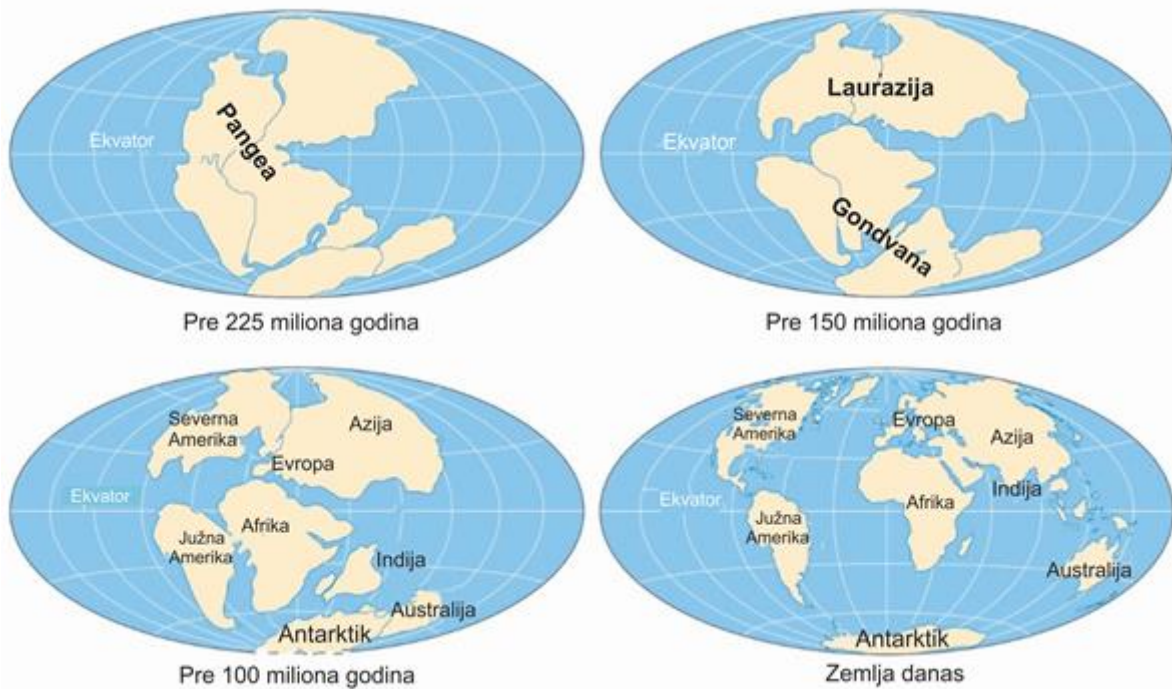 Pangea
Ekvator
Pre 225 miliona godina
Laurazija
Ekvator
Gondvana
Pre 150 miliona godina
Severna
Amerika
Azija
Evropa
Ekvator
Južna
Amerika
Afrika
Indija
Australija
Antarktik
Pre 100 miliona godina
Severna
Amerika
Evropa
Azija
Ekvator
Indija
Afrika
Južna
Amerika
Australija
Antarktik
Zemlja danas